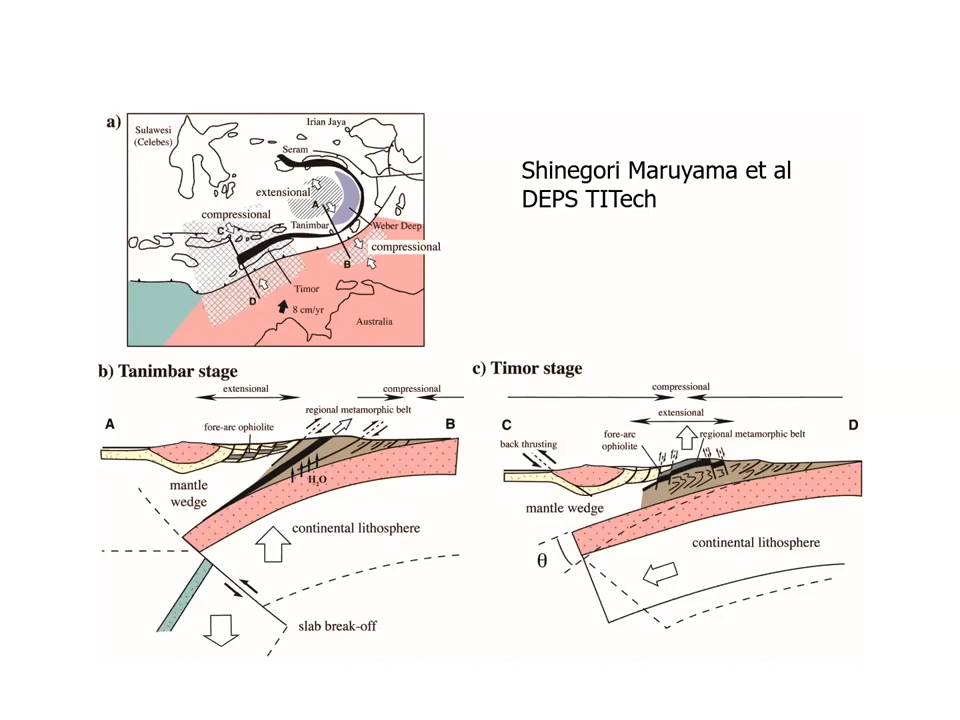 Shinegori Maruyama et al
DEPS TITech
a)
Sulawesi
(Celebes)
Irian Jaya
Seram
extensional
A
compressional
C
Tanimbar
Weber Deep
compressional
B
D
Timor
8 cm/yr
Australia
b) Tanimbar stage
extensional
compressional
regional metamorphic belt
A
B
fore-arc ophiolite
mantle
wedge
H2O
continental lithosphere
slab break-off
c) Timor stage
compressional
extensional
C
D
fore-arc
ophiolite
regional metamorphic belt
back thrusting
mantle wedge
continental lithosphere
θ